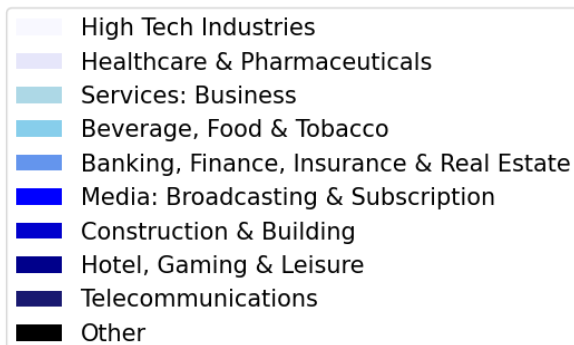 High Tech Industries
Healthcare & Pharmaceuticals
Services: Business
Beverage, Food & Tobacco
Banking, Finance, Insurance & Real Estate
Media: Broadcasting & Subscription
Construction & Building
Hotel, Gaming & Leisure
Telecommunications
Other